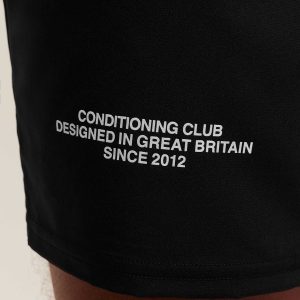 CONDITIONING CLUB
DESIGNED IN GREAT BRITAIN
SINCE 2012